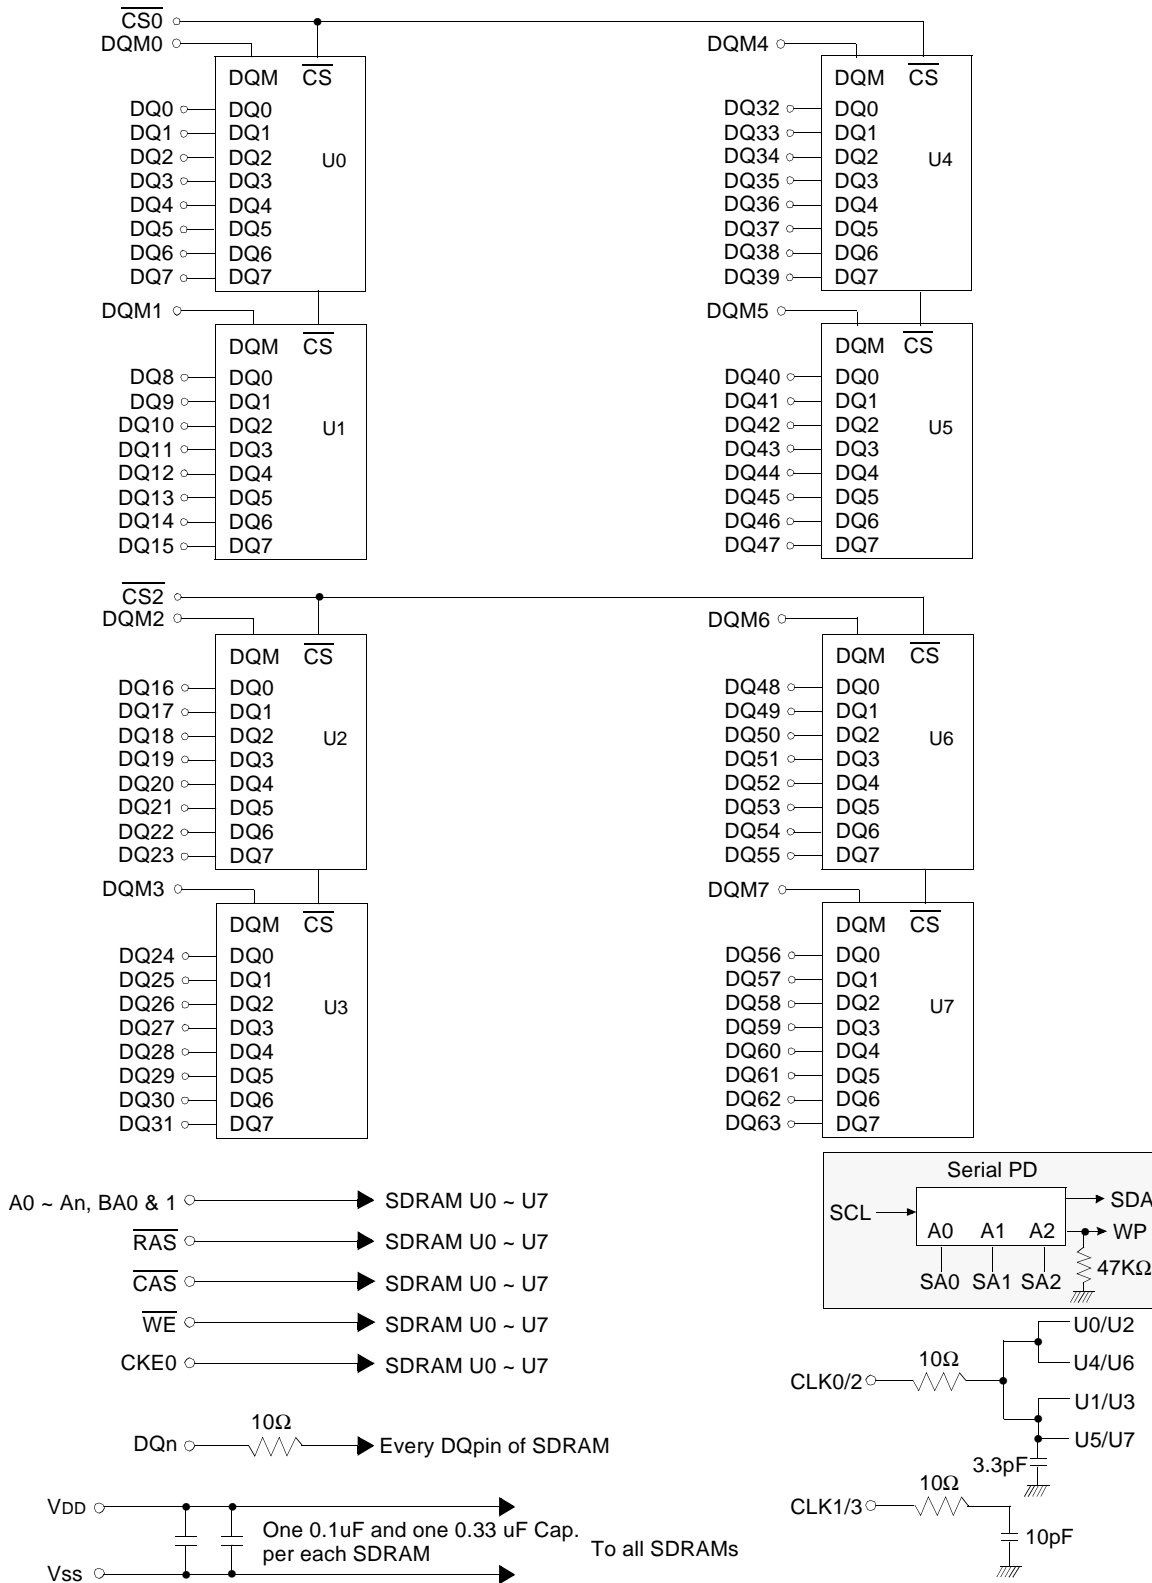 CS0
DQM0
DQM CS
DQ0 DQ0
DQ1 DQ1
DQ2 DQ2
DQ3 DQ3
DQ4 DQ4
DQ5 DQ5
DQ6 DQ6
DQ7 DQ7
U0
DQM1
DQM CS
DQ8 DQ0
DQ9 DQ1
DQ10 DQ2
DQ11 DQ3
DQ12 DQ4
DQ13 DQ5
DQ14 DQ6
DQ15 DQ7
U1
DQM4
DQM CS
DQ32 DQ0
DQ33 DQ1
DQ34 DQ2
DQ35 DQ3
DQ36 DQ4
DQ37 DQ5
DQ38 DQ6
DQ39 DQ7
U4
DQM5
DQM CS
DQ40 DQ0
DQ41 DQ1
DQ42 DQ2
DQ43 DQ3
DQ44 DQ4
DQ45 DQ5
DQ46 DQ6
DQ47 DQ7
U5
CS2
DQM2
DQM CS
DQ16 DQ0
DQ17 DQ1
DQ18 DQ2
DQ19 DQ3
DQ20 DQ4
DQ21 DQ5
DQ22 DQ6
DQ23 DQ7
U2
DQM3
DQM CS
DQ24 DQ0
DQ25 DQ1
DQ26 DQ2
DQ27 DQ3
DQ28 DQ4
DQ29 DQ5
DQ30 DQ6
DQ31 DQ7
U3
DQM6
DQM CS
DQ48 DQ0
DQ49 DQ1
DQ50 DQ2
DQ51 DQ3
DQ52 DQ4
DQ53 DQ5
DQ54 DQ6
DQ55 DQ7
U6
DQM7
DQM CS
DQ56 DQ0
DQ57 DQ1
DQ58 DQ2
DQ59 DQ3
DQ60 DQ4
DQ61 DQ5
DQ62 DQ6
DQ63 DQ7
U7
A0 ~ An, BA0 & 1 SDRAM U0 ~ U7
RAS SDRAM U0 ~ U7
CAS SDRAM U0 ~ U7
WE SDRAM U0 ~ U7
CKE0 SDRAM U0 ~ U7
10Ω
DQn Every DQpin of SDRAM
VDD
One 0.1uF and one 0.33 uF Cap.
per each SDRAM
To all SDRAMs
Vss
Serial PD
SCL
SDA
WP
A0 A1 A2
SA0 SA1 SA2
47KΩ
U0/U2
10Ω
U4/U6
CLK0/2
U1/U3
U5/U7
3.3pF
10Ω
CLK1/3
10pF